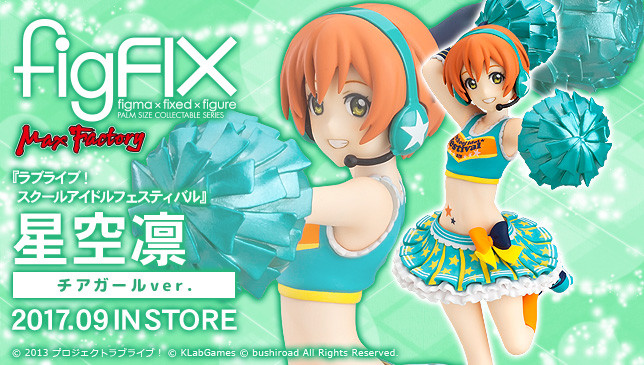 figFIX
figma×fixed×figure
PALM SIZE COLLECTABLE SERIES
Max Factory
『ラブライブ！
スクールアイドルフェスティバル』
星空凛
チアガールver.
2017.09 IN STORE
© 2013 プロジェクトラブライブ！ © KLabGames © bushiroad All Rights Reserved.
Festival